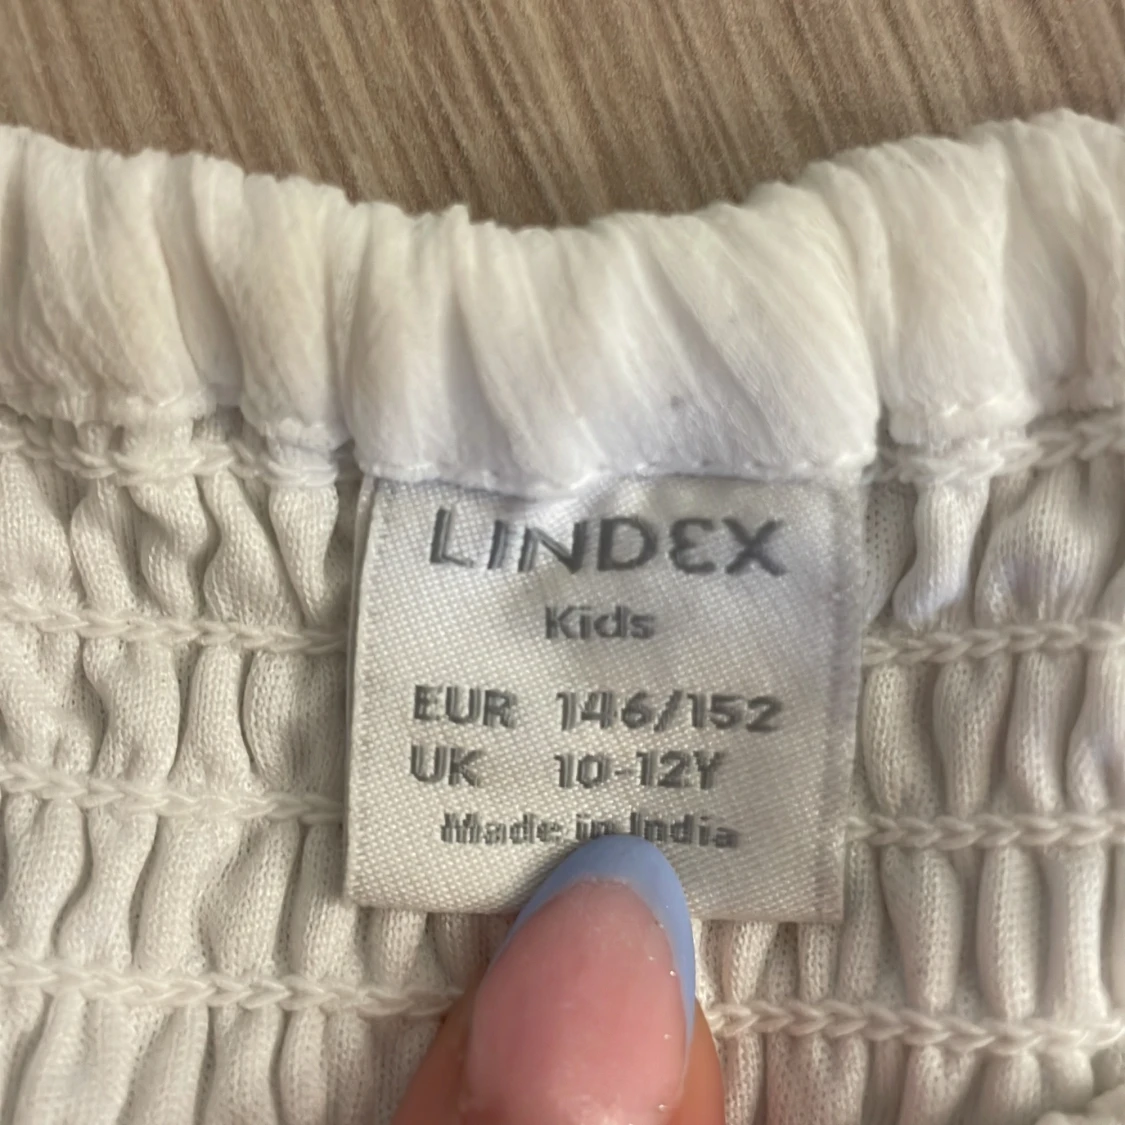 LINDEX
Kids
EUR 146/152
UK 10-12Y
Made in India